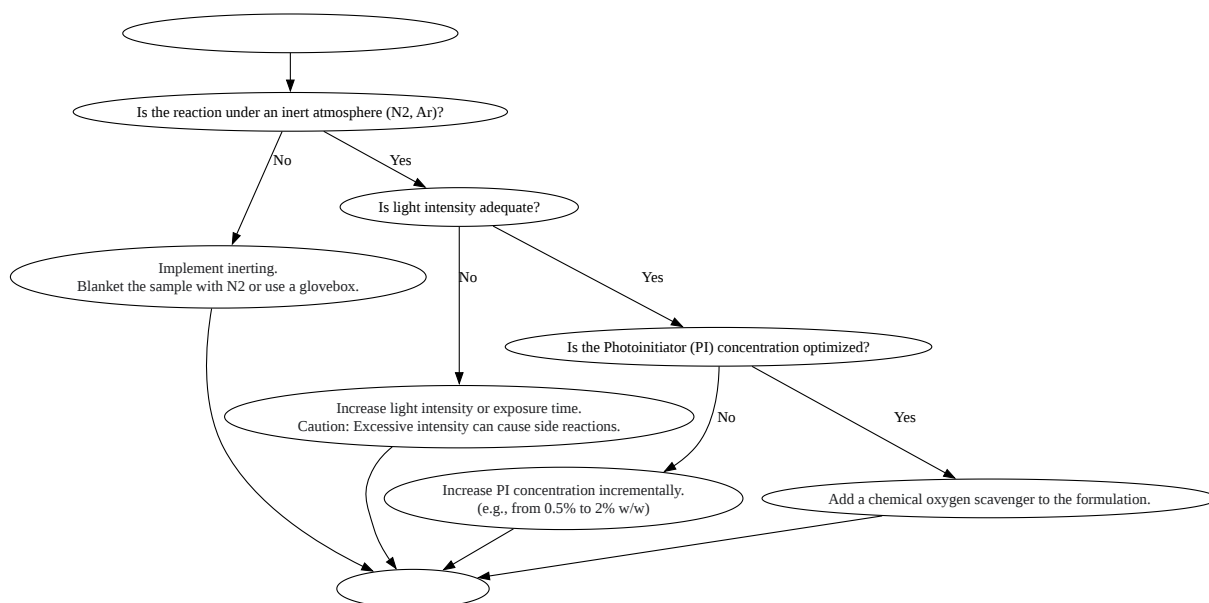 Is the reaction under an inert atmosphere (N2, Ar)?
No
Yes
Is light intensity adequate?
Implement inerting.
Blanket the sample with N2 or use a glovebox.
No
Yes
Is the Photoinitiator (PI) concentration optimized?
Increase light intensity or exposure time.
Caution: Excessive intensity can cause side reactions.
No
Yes
Increase PI concentration incrementally.
(e.g., from 0.5% to 2% w/w)
Add a chemical oxygen scavenger to the formulation.